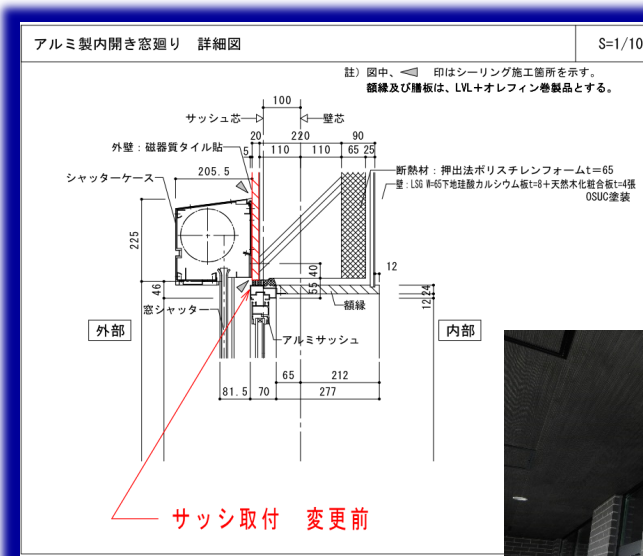 アルミ製内開き窓廻り 詳細図
S=1/10
註）図中、 印はシーリング施工箇所を示す。
額縁及び膳板は、LVL+オレフィン巻製品とする。
100
サッシュ芯
壁芯
20 220 90
外壁：磁器質タイル貼
5 110 110 65 25
205.5
シャッターケース
断熱材：押出法ポリスチレンフォームt=65
壁：LSG W=65下地珪酸カルシウム板t=8+天然木化粧合板t=4張
OSUC塗装
225
12
40
46
55
24
12
額縁
窓シャッター
外部
内部
アルミサッシュ
65 212
81.5 70 277
サッシ取付 変更前